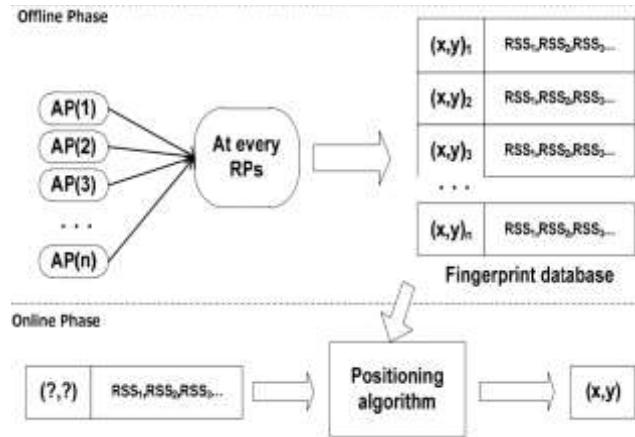 Offline Phase
AP(1)
AP(2)
AP(3)
. . .
AP(n)
At every
RPs
(x,y)₁ RSS₁,RSS₂,RSS₃...
(x,y)₂ RSS₁,RSS₂,RSS₃...
(x,y)₃ RSS₁,RSS₂,RSS₃...
. . .
(x,y)ₙ RSS₁,RSS₂,RSS₃...
Fingerprint database
Online Phase
(?,?) RSS₁,RSS₂,RSS₃...
Positioning
algorithm
(x,y)